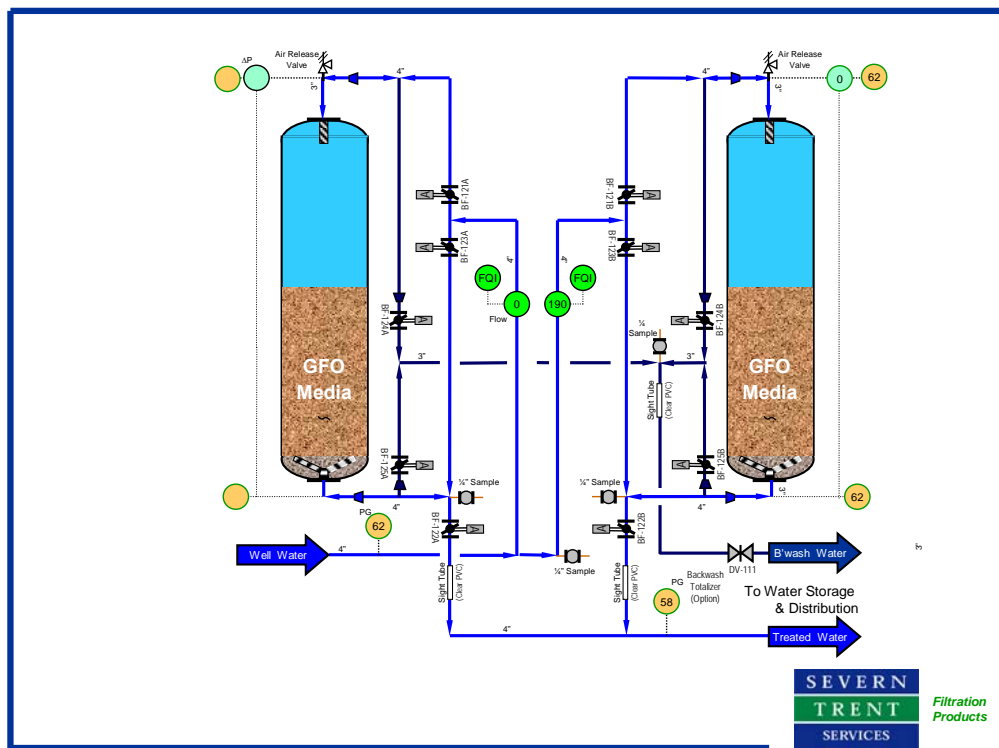 Air Release
Valve
ΔP
4"
3"
Air Release
Valve
4"
3"
0
62
BF-121A
BF-123A
BF-121B
BF-123B
4"
4"
FQI
0
Flow
190
FQI
BF-124A
BF-124B
¼
Sample
3"
3"
GFO
Media
~
GFO
Media
~
Sight Tube
(Clear PVC)
BF-125A
BF-125B
¼" Sample
¼" Sample
3"
4"
3"
4"
62
PG
62
BF-122A
BF-122B
Well Water
4"
¼" Sample
Sight Tube
(Clear PVC)
Sight Tube
(Clear PVC)
DV-111
B'wash Water
3"
PG
58
Backwash
Totalizer
(Option)
To Water Storage
& Distribution
4"
Treated Water
A
A
A
A
A
A
A
A
A
A
SEVERN
TRENT
SERVICES
Filtration
Products